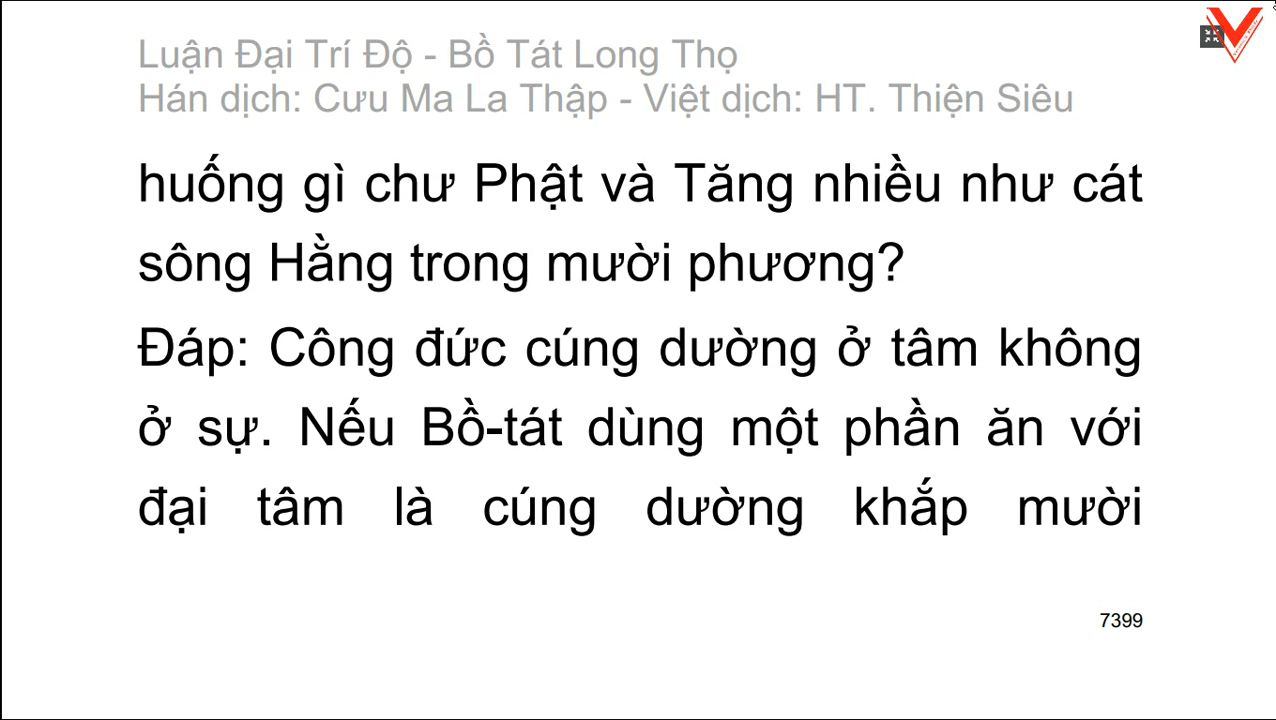 Luận Đại Trí Độ - Bồ Tát Long Thọ
Hán dịch: Cưu Ma La Thập - Việt dịch: HT. Thiện Siêu
huống gì chư Phật và Tăng nhiều như cát
sông Hằng trong mười phương?
Đáp: Công đức cúng dường ở tâm không
ở sự. Nếu Bồ-tát dùng một phần ăn với
đại tâm là cúng dường khắp mười
7399